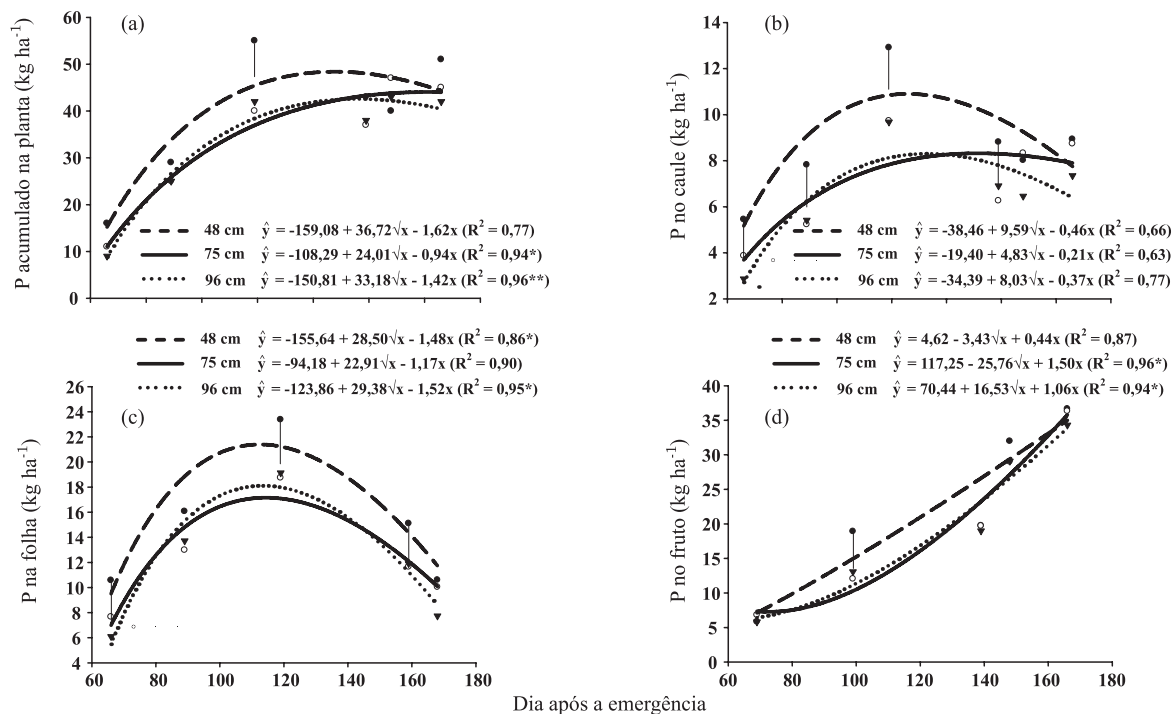 (a)
P acumulado na planta (kg ha-1)
60
50
40
30
20
10
0
48 cm ŷ = -159,08 + 36,72√x - 1,62x (R2 = 0,77)
75 cm ŷ = -108,29 + 24,01√x - 0,94x (R2 = 0,94*)
96 cm ŷ = -150,81 + 33,18√x - 1,42x (R2 = 0,96**)
(b)
P no caule (kg ha-1)
14
12
10
8
6
4
2
48 cm ŷ = -38,46 + 9,59√x - 0,46x (R2 = 0,66)
75 cm ŷ = -19,40 + 4,83√x - 0,21x (R2 = 0,63)
96 cm ŷ = -34,39 + 8,03√x - 0,37x (R2 = 0,77)
48 cm ŷ = -155,64 + 28,50√x - 1,48x (R2 = 0,86*)
75 cm ŷ = -94,18 + 22,91√x - 1,17x (R2 = 0,90)
96 cm ŷ = -123,86 + 29,38√x - 1,52x (R2 = 0,95*)
(c)
P na folha (kg ha-1)
26
24
22
20
18
16
14
12
10
8
6
4
60 80 100 120 140 160 180
48 cm ŷ = 4,62 - 3,43√x + 0,44x (R2 = 0,87)
75 cm ŷ = 117,25 - 25,76√x + 1,50x (R2 = 0,96*)
96 cm ŷ = 70,44 + 16,53√x + 1,06x (R2 = 0,94*)
(d)
P no fruto (kg ha-1)
40
35
30
25
20
15
10
5
0
60 80 100 120 140 160 180
Dia após a emergência